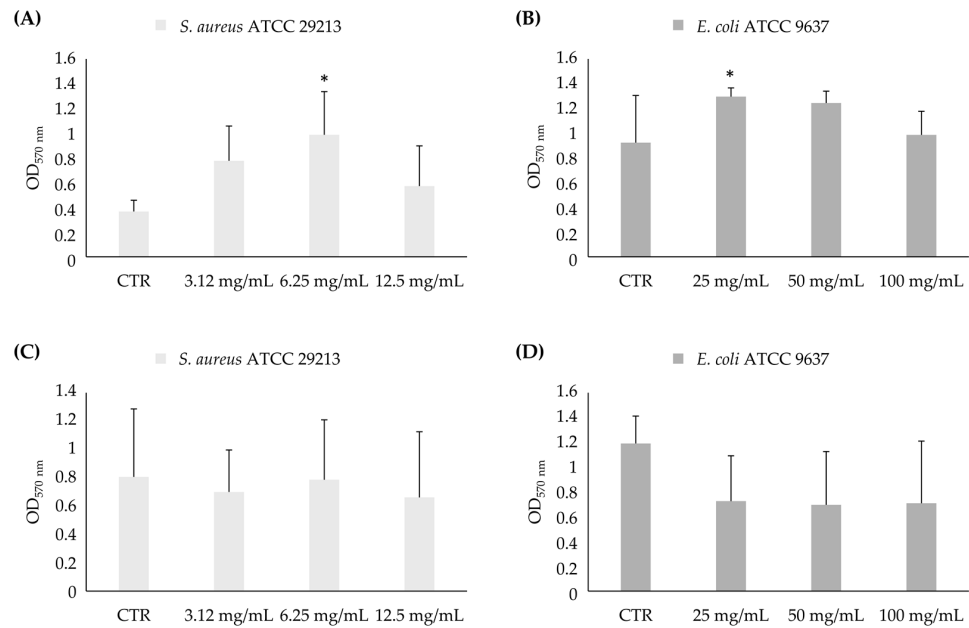 (A)
S. aureus ATCC 29213
1.6
1.4
1.2
1
0.8
0.6
0.4
0.2
0
OD570 nm
*
CTR 3.12 mg/mL 6.25 mg/mL 12.5 mg/mL
(B)
E. coli ATCC 9637
1.6
1.4
1.2
1
0.8
0.6
0.4
0.2
0
OD570 nm
*
CTR 25 mg/mL 50 mg/mL 100 mg/mL
(C)
S. aureus ATCC 29213
1.4
1.2
1
0.8
0.6
0.4
0.2
0
OD570 nm
CTR 3.12 mg/mL 6.25 mg/mL 12.5 mg/mL
(D)
E. coli ATCC 9637
1.6
1.4
1.2
1
0.8
0.6
0.4
0.2
0
OD570 nm
CTR 25 mg/mL 50 mg/mL 100 mg/mL